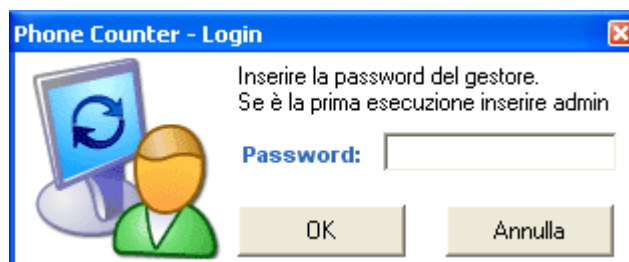 Phone Counter - Login
Inserire la password del gestore.
Se è la prima esecuzione inserire admin
Password:
OK
Annulla